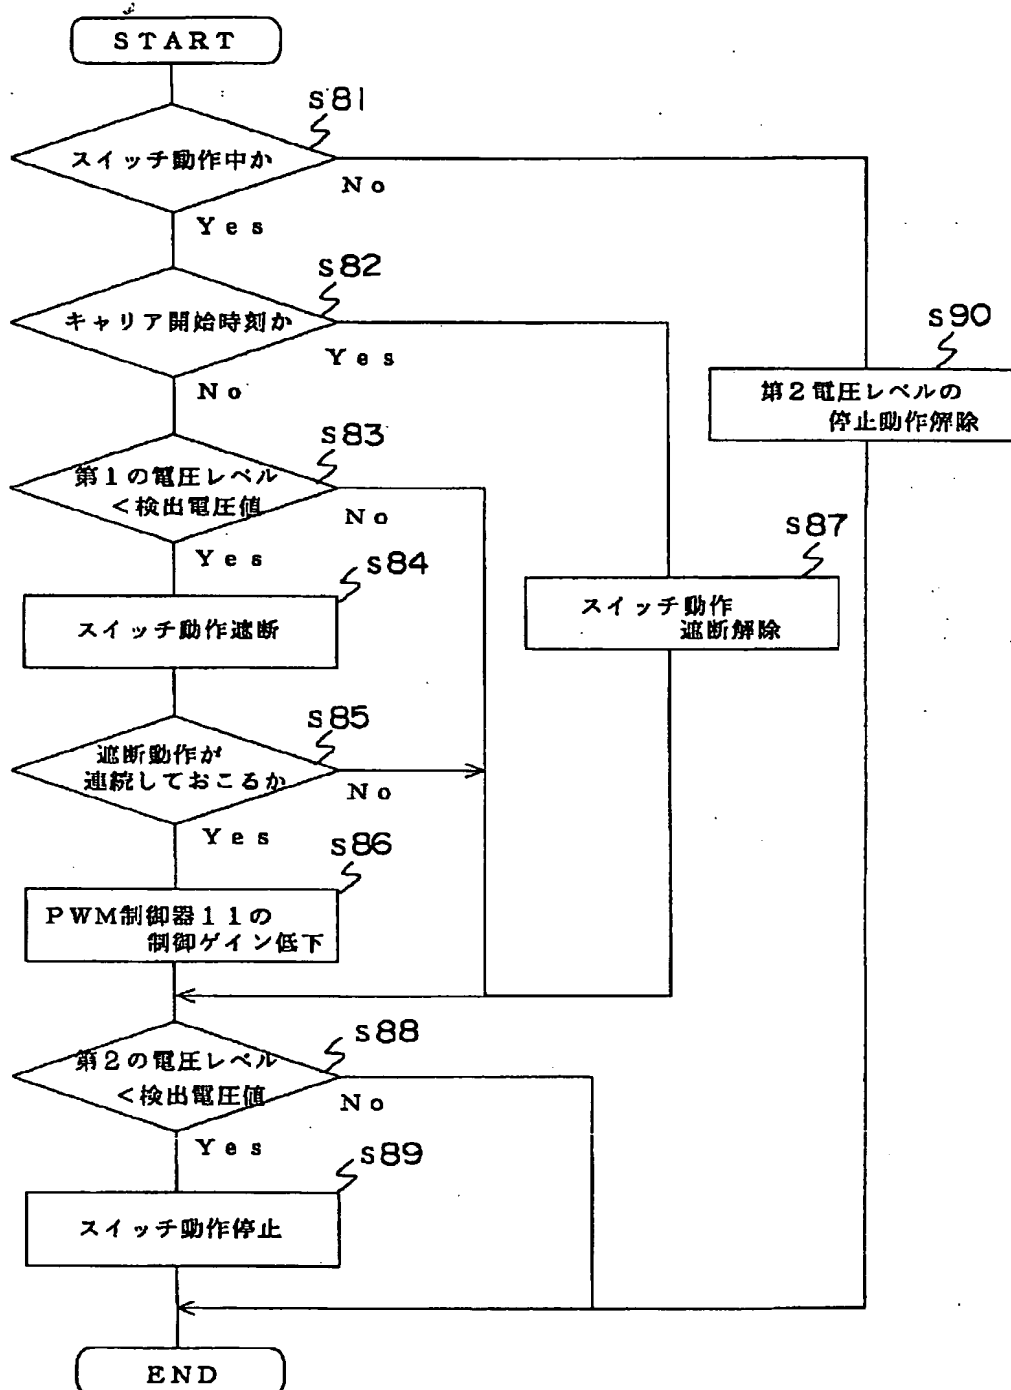 START
S81
スイッチ動作中か
No
Yes
S82
キャリア開始時刻か
Yes
No
S90
第2電圧レベルの
停止動作解除
S83
第1の電圧レベル
<検出電圧値
No
Yes
S87
スイッチ動作
遮断解除
S84
スイッチ動作遮断
S85
遮断動作が
連続しておこるか
No
Yes
S86
PWM制御器11の
制御ゲイン低下
S88
第2の電圧レベル
<検出電圧値
No
Yes
S89
スイッチ動作停止
END